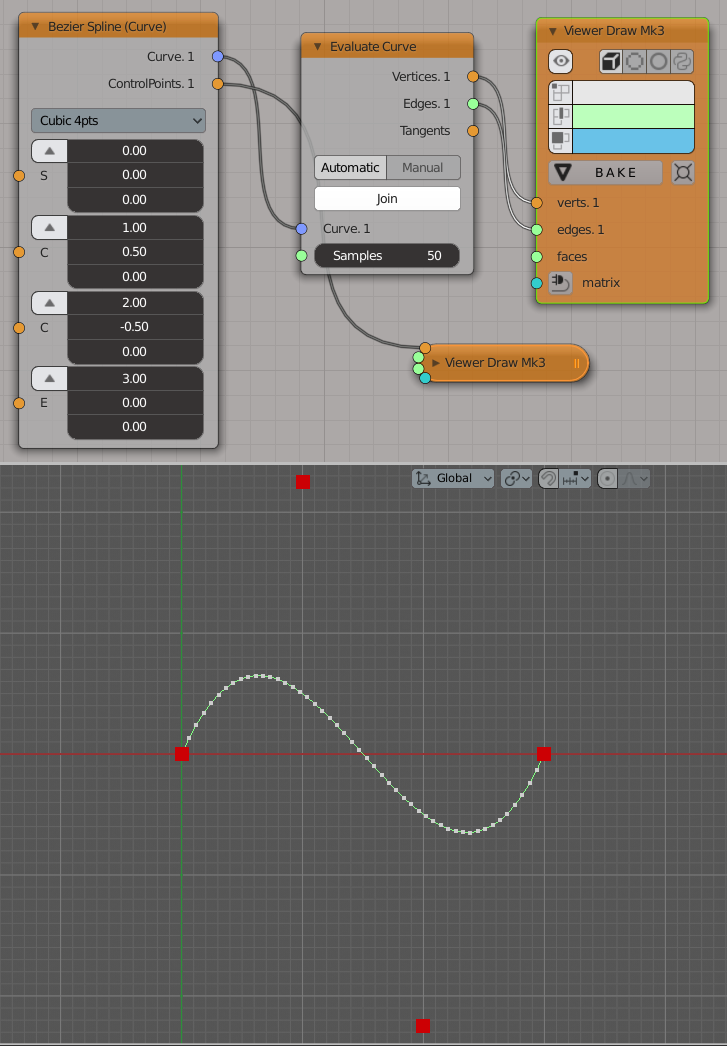 Bezier Spline (Curve)
Curve. 1
ControlPoints. 1
Cubic 4pts
0.00
S
0.00
0.00
1.00
C
0.50
0.00
2.00
C
-0.50
0.00
3.00
E
0.00
0.00
Evaluate Curve
Vertices. 1
Edges. 1
Tangents
Automatic
Manual
Join
Curve. 1
Samples
50
Viewer Draw Mk3
BAKE
verts. 1
edges. 1
faces
matrix
Viewer Draw Mk3
Global